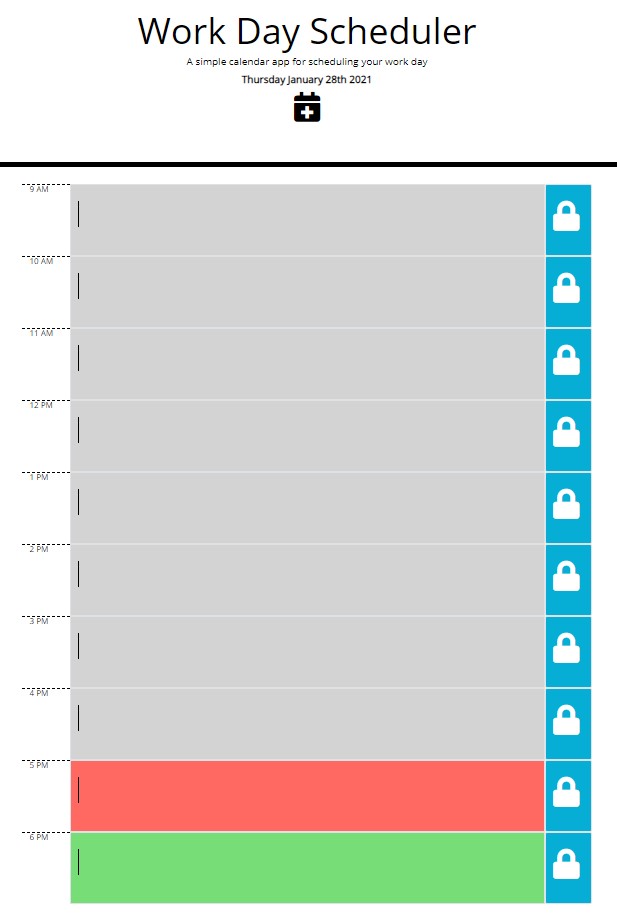 Work Day Scheduler
A simple calendar app for scheduling your work day
Thursday January 28th 2021
9 AM
10 AM
11 AM
12 PM
1 PM
2 PM
3 PM
4 PM
5 PM
6 PM